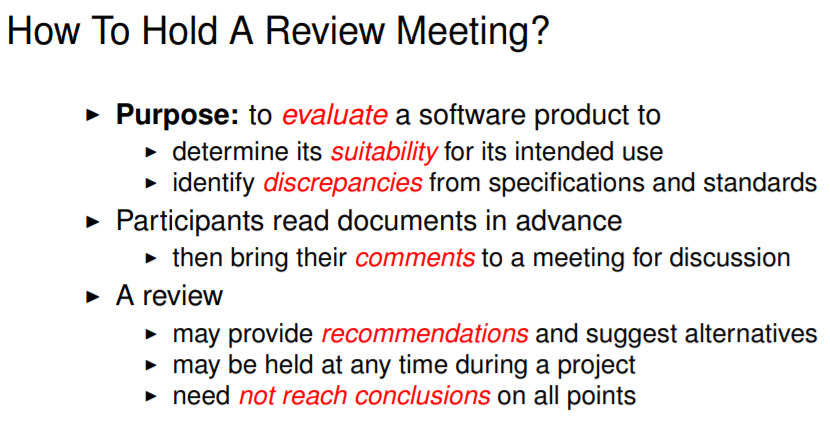 How To Hold A Review Meeting?
▶ Purpose: to evaluate a software product to
▶ determine its suitability for its intended use
▶ identify discrepancies from specifications and standards
▶ Participants read documents in advance
▶ then bring their comments to a meeting for discussion
▶ A review
▶ may provide recommendations and suggest alternatives
▶ may be held at any time during a project
▶ need not reach conclusions on all points